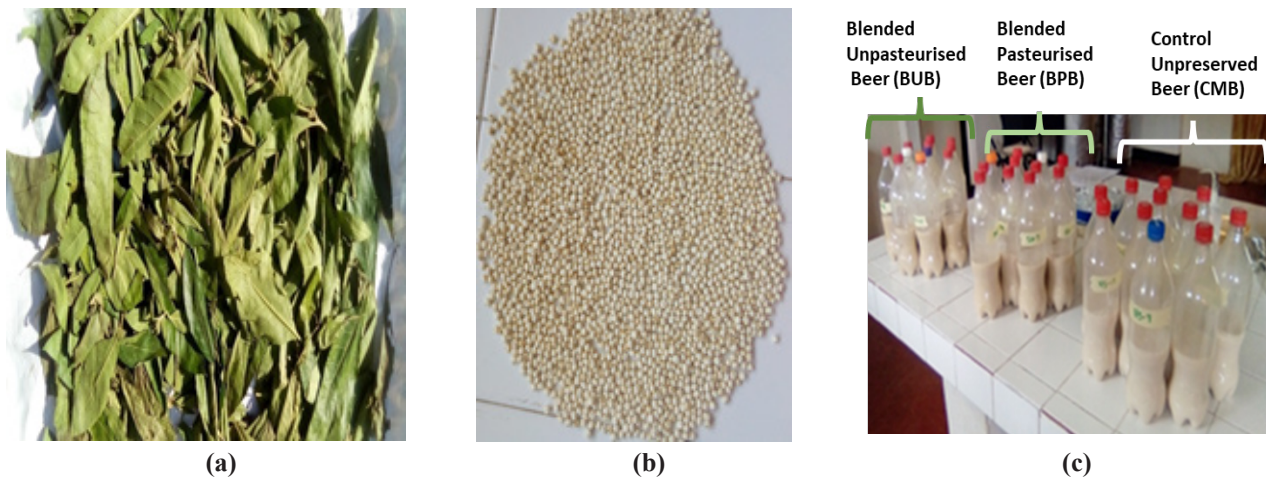 Blended
Unpasteurised
Beer (BUB)
Blended
Pasteurised
Beer (BPB)
Control
Unpreserved
Beer (CMB)
(a)
(b)
(c)